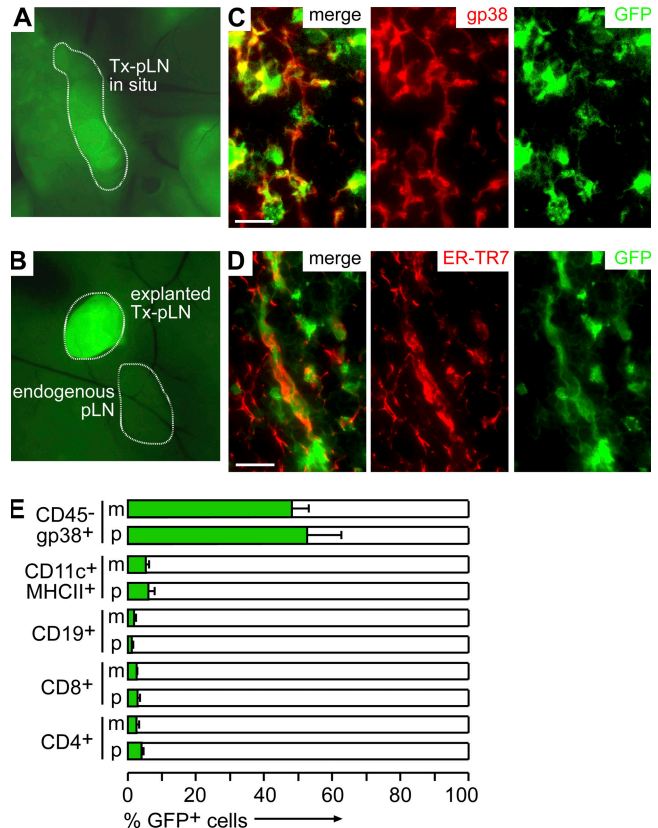 A
Tx-pLN
in situ
B
explanted
Tx-pLN
endogenous
pLN
C
merge
gp38
GFP
D
merge
ER-TR7
GFP
E
CD45-
gp38+
m
p
CD11c+
MHCII+
m
p
CD19+
m
p
CD8+
m
p
CD4+
m
p
0 20 40 60 80 100
% GFP+ cells